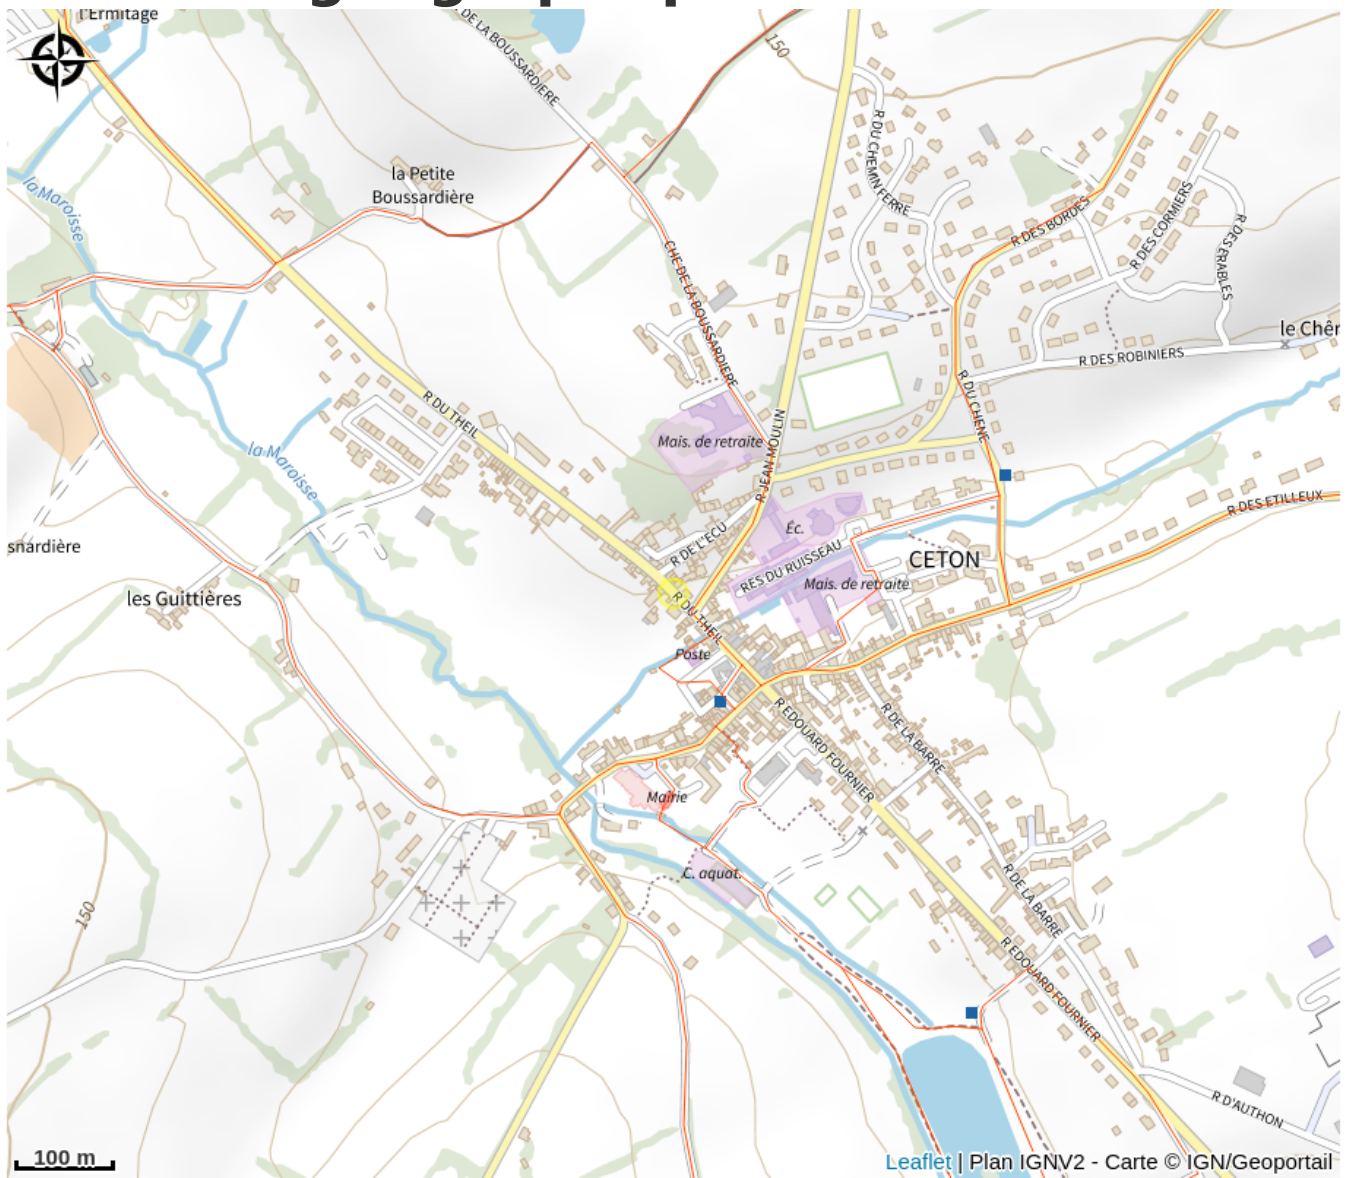 l'Ermitage
DE LA BOUSSARDIERE
150
R DU CHEMIN FERRE
la Petite
Boussardière
la Maroisse
R DES BORDES
R DES CORMIERS
R DES ERABLES
CHE DE LA BOUSSARDIERE
le Chên
R DES ROBINIERS
R DU THEIL
R DU CHENE
Mais. de retraite
R JEAN MOULIN
la Maroisse
R DES ETILLEUX
Éc.
snardière
R DE L'ECU
RES DU RUISSEAU
CETON
Mais. de retraite
les Guittières
R DU THEIL
Poste
R EDOUARD FOURNIER
R DE LA BARRE
Mairie
C. aquat.
R DE LA BARRE
150
R EDOUARD FOURNIER
R D'AUTHON
100 m
Leaflet | Plan IGNV2 - Carte © IGN/Geoportail